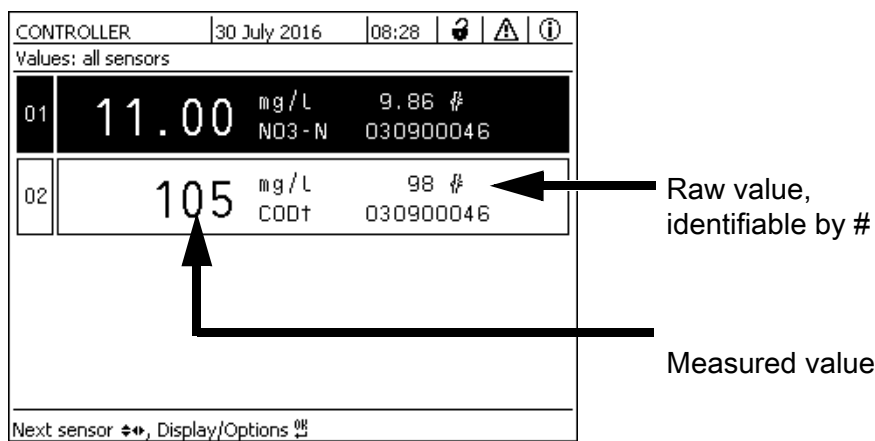 CONTROLLER 30 July 2016 08:28
Values: all sensors
01 11.00 mg/l 9.86 #
NO3-N 030900046
02 105 mg/l 98 #
CODt 030900046
Raw value,
identifiable by #
Measured value
Next sensor, Display/Options OK